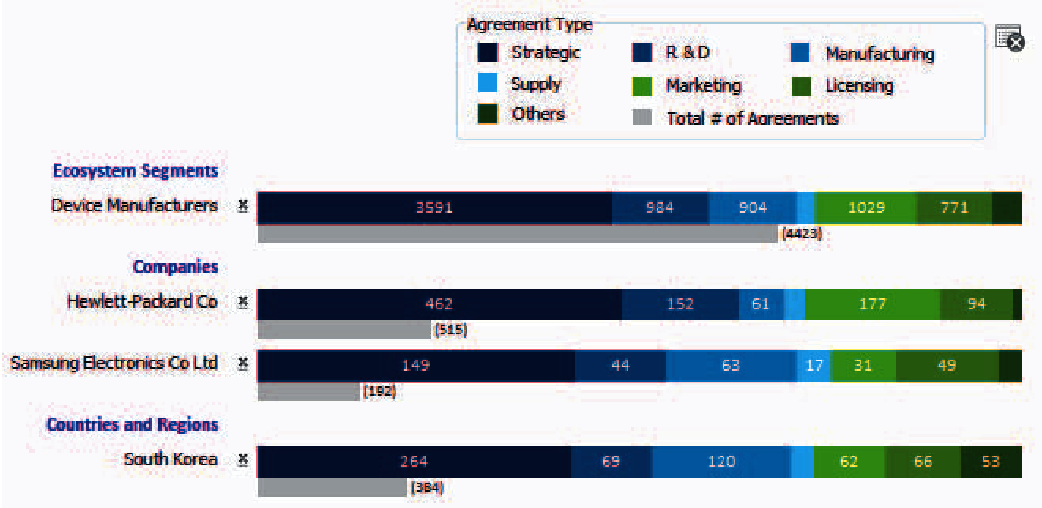 Agreement Type
Strategic R & D Manufacturing
Supply Marketing Licensing
Others Total # of Agreements
Ecosystem Segments
Device Manufacturers x 3591 984 904 1029 771
(4423)
Companies
Hewlett-Packard Co x 462 152 61 177 94
(515)
Samsung Electronics Co Ltd x 149 44 63 17 31 49
(192)
Countries and Regions
South Korea x 264 69 120 62 66 53
(384)